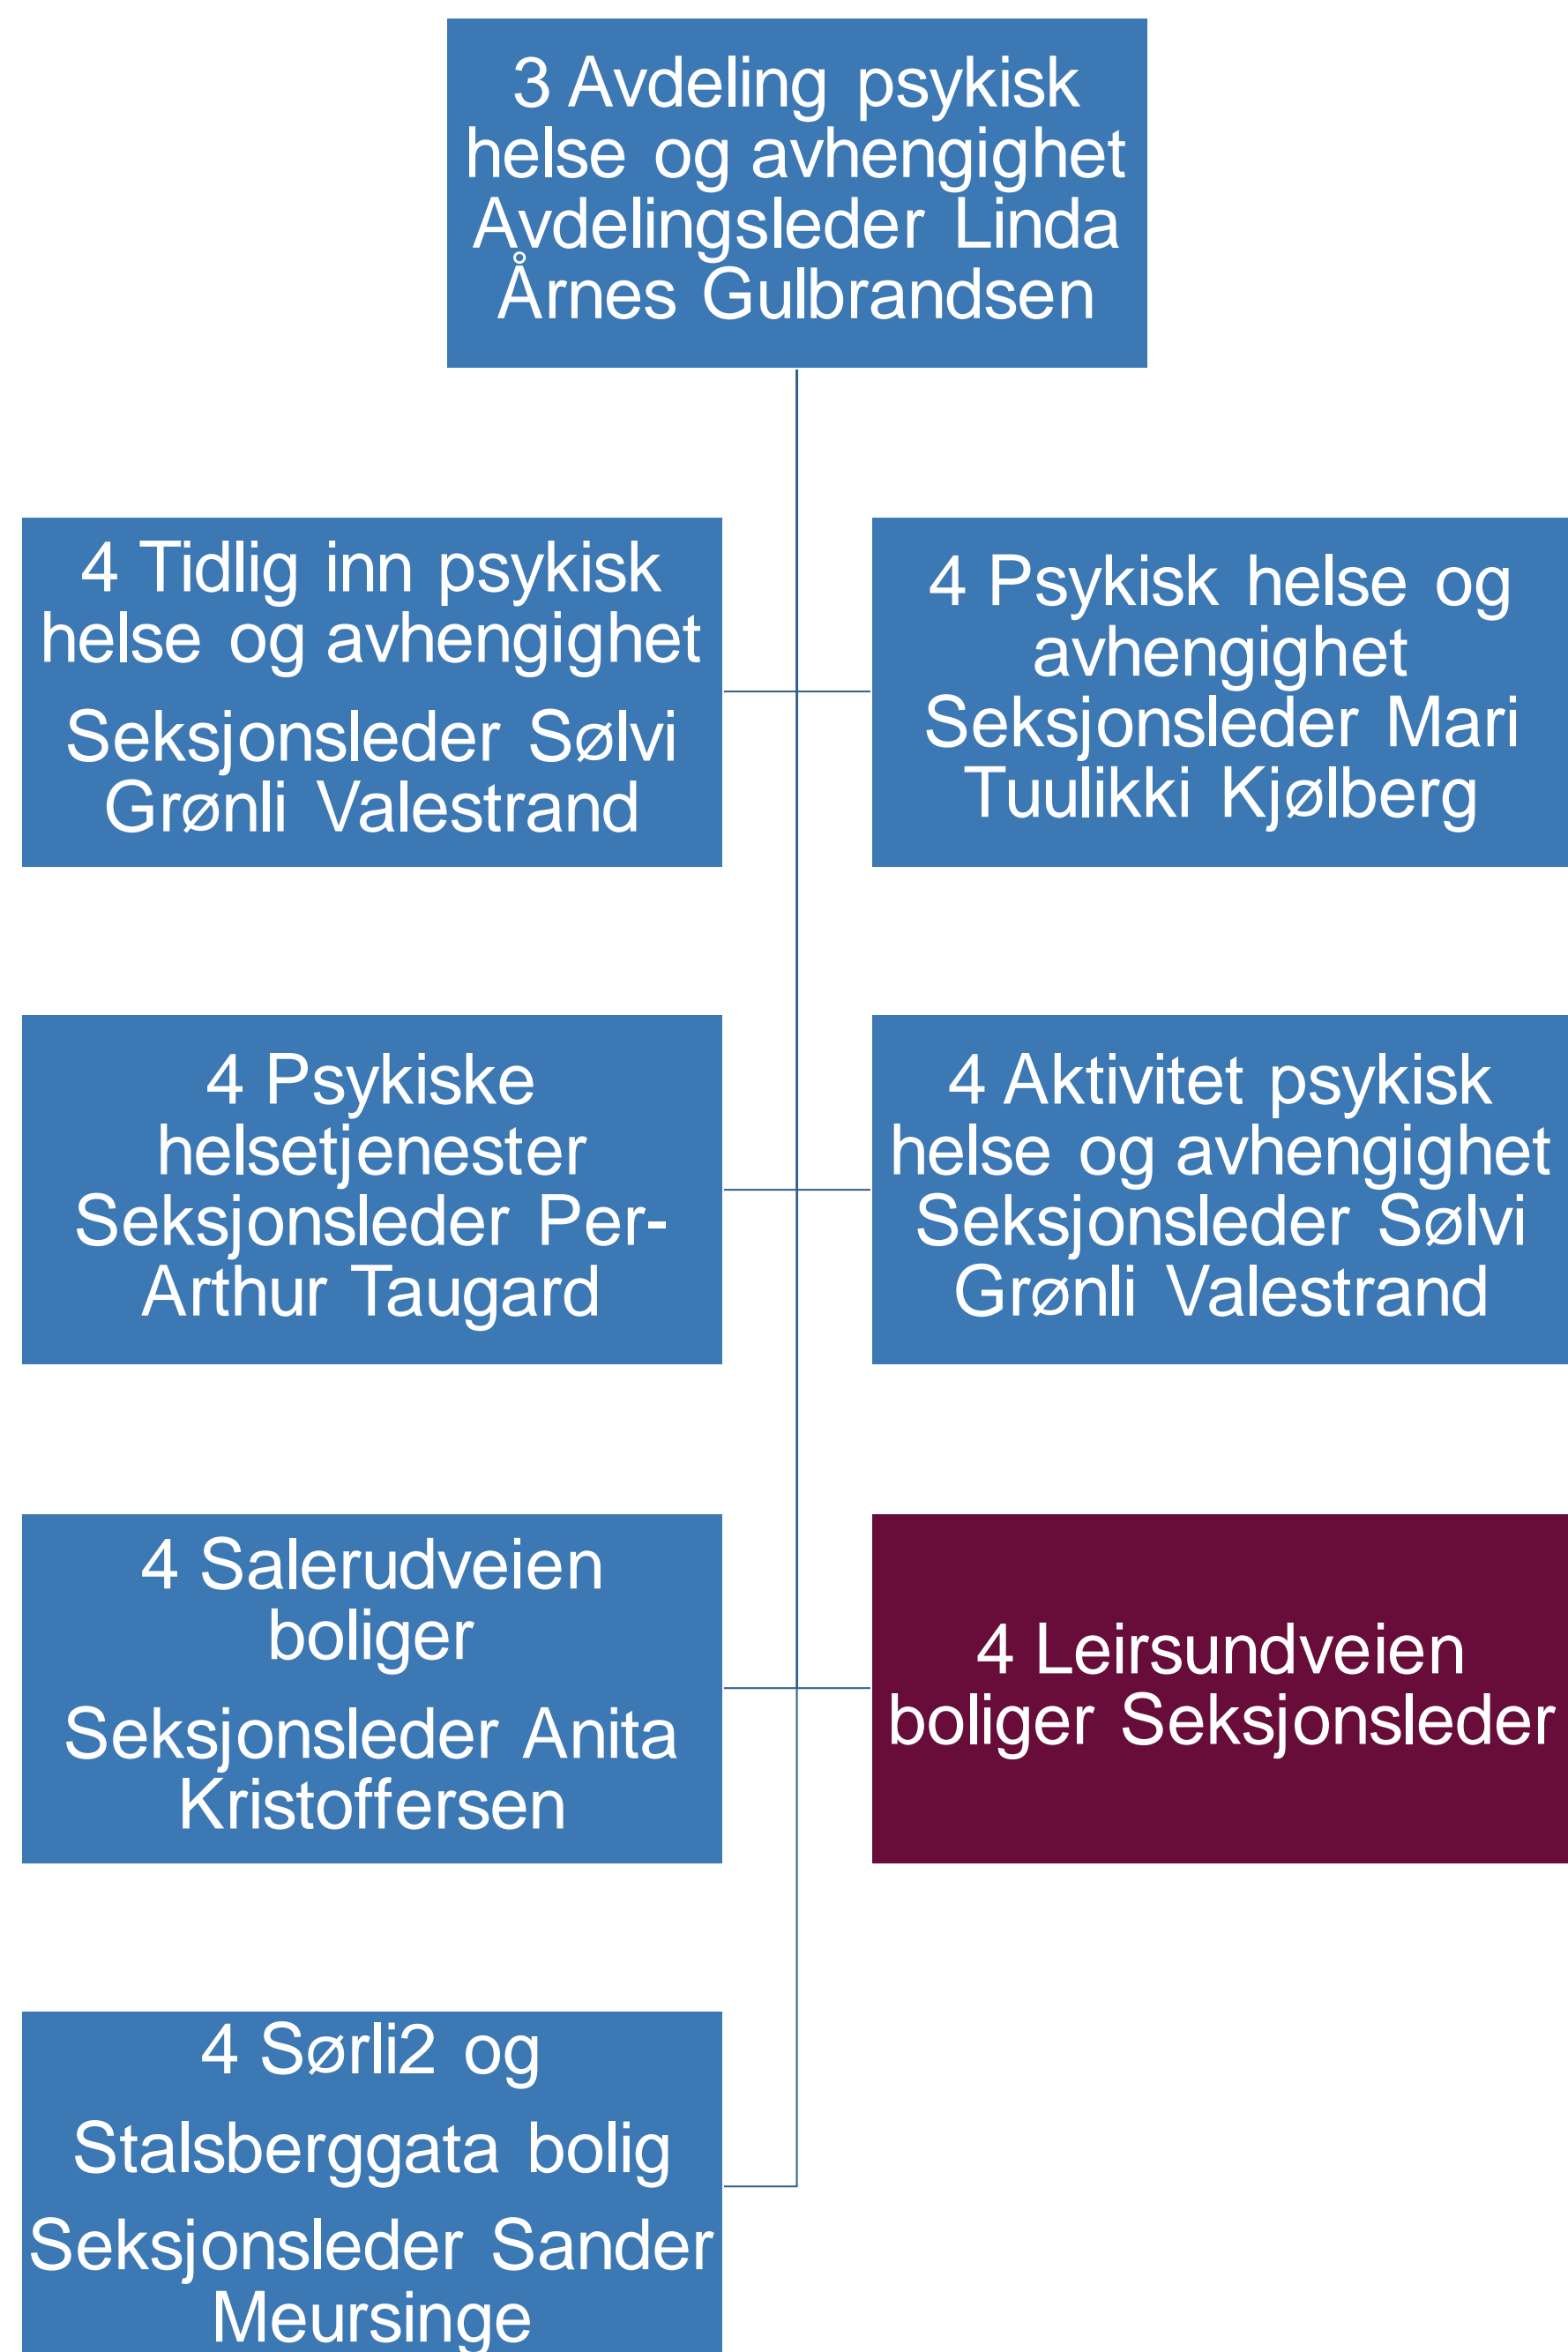 3 Avdeling psykisk
helse og avhengighet
Avdelingsleder Linda
Årnes Gulbrandsen
4 Tidlig inn psykisk
helse og avhengighet
Seksjonsleder Sølvi
Grønli Valestrand
4 Psykisk helse og
avhengighet
Seksjonsleder Mari
Tuulikki Kjølberg
4 Psykiske
helsetjenester
Seksjonsleder Per-
Arthur Taugard
4 Aktivitet psykisk
helse og avhengighet
Seksjonsleder Sølvi
Grønli Valestrand
4 Salerudveien
boliger
Seksjonsleder Anita
Kristoffersen
4 Leirsundveien
boliger Seksjonsleder
4 Sørli2 og
Stalsberggata bolig
Seksjonsleder Sander
Meursinge